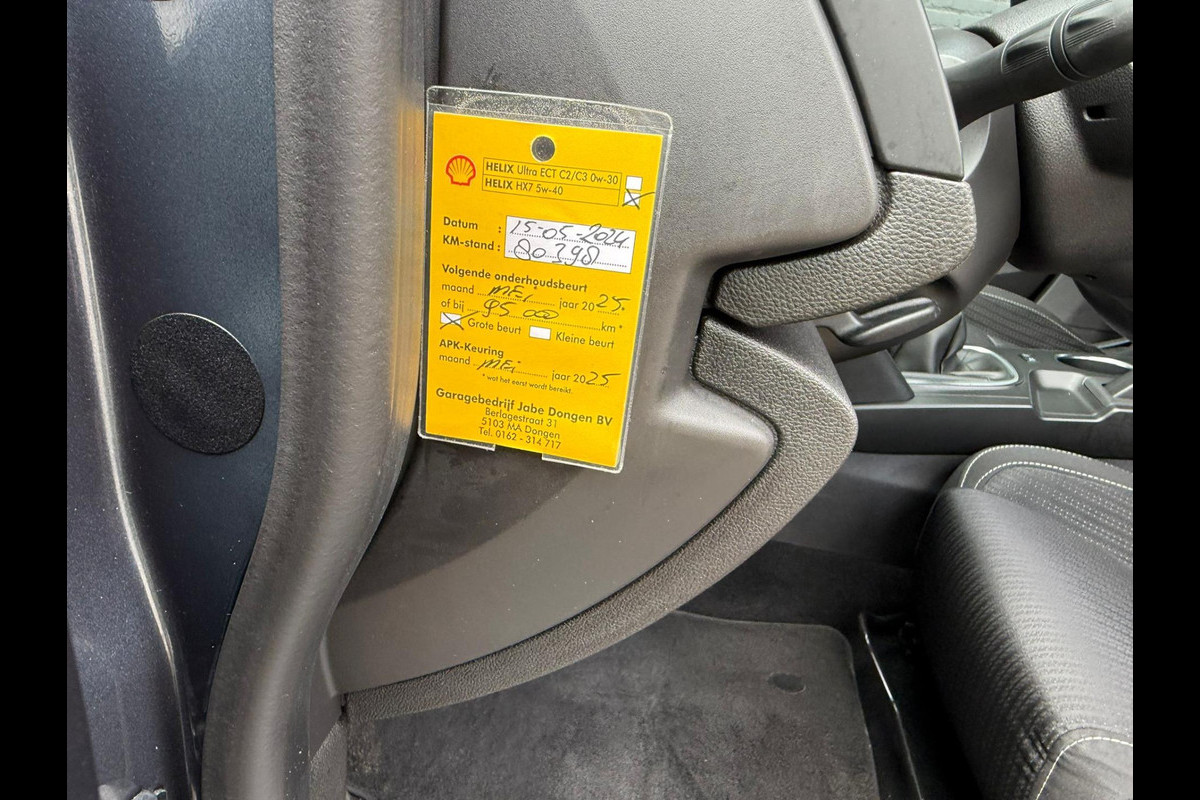 HELIX Ultra ECT C2/C3 0w-30
HELIX HX7 5w-40
Datum : 15-05-2024
KM-stand : 80398
Volgende onderhoudsbeurt
maand MEi jaar 2025.
of bij 95 000 km*
Grote beurt Kleine beurt
APK-Keuring
maand MEi jaar 2025
* wat het eerst wordt bereikt.
Garagebedrijf Jabe Dongen BV
Berlagestraat 31
5103 MA Dongen
Tel. 0162 - 314 717